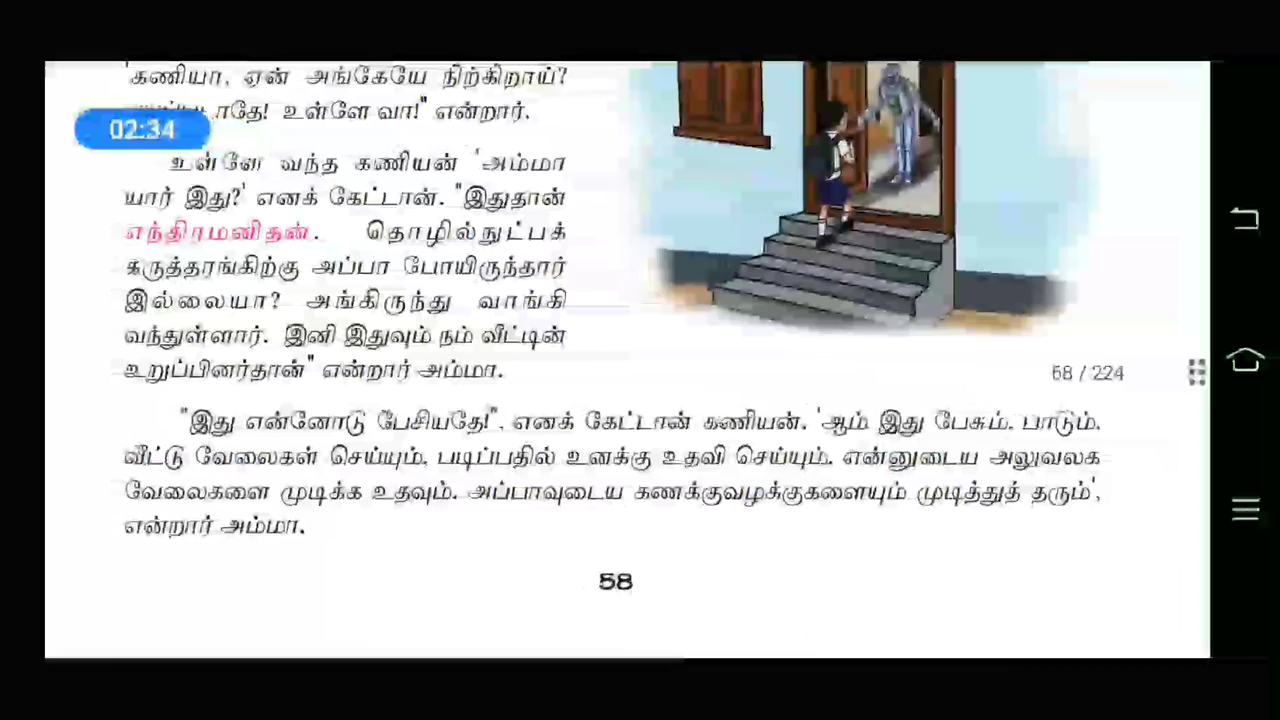 'கணியா, ஏன் அங்கேயே நிற்கிறாய்?
உள்ளே வா!" என்றார்.
02:34
உள்ளே வந்த கணியன் 'அம்மா
யார் இது?' எனக் கேட்டான். "இதுதான்
எந்திரமனிதன். தொழில்நுட்பக்
கருத்தரங்கிற்கு அப்பா போயிருந்தார்
இல்லையா? அங்கிருந்து வாங்கி
வந்துள்ளார். இனி இதுவும் நம் வீட்டின்
உறுப்பினர்தான்" என்றார் அம்மா.
68 / 224
"இது என்னோடு பேசியதே!", எனக் கேட்டான் கணியன். 'ஆம் இது பேசும், பாடும்,
வீட்டு வேலைகள் செய்யும், படிப்பதில் உனக்கு உதவி செய்யும். என்னுடைய அலுவலக
வேலைகளை முடிக்க உதவும். அப்பாவுடைய கணக்குவழக்குகளையும் முடித்துத் தரும்',
என்றார் அம்மா.
58